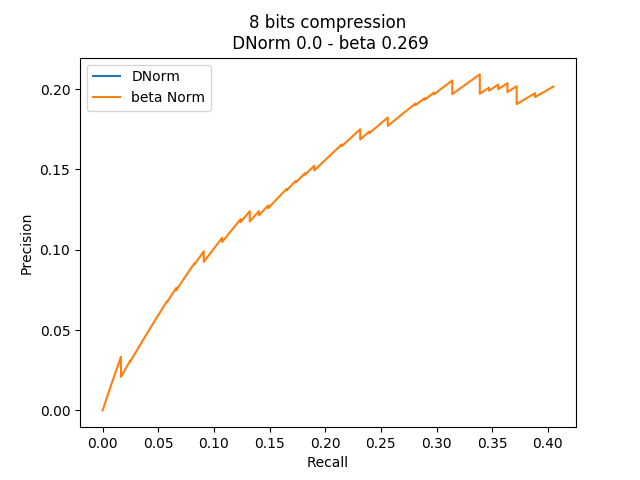 8 bits compression
DNorm 0.0 - beta 0.269
DNorm
beta Norm
0.20
0.15
0.10
0.05
0.00
Precision
0.00 0.05 0.10 0.15 0.20 0.25 0.30 0.35 0.40
Recall